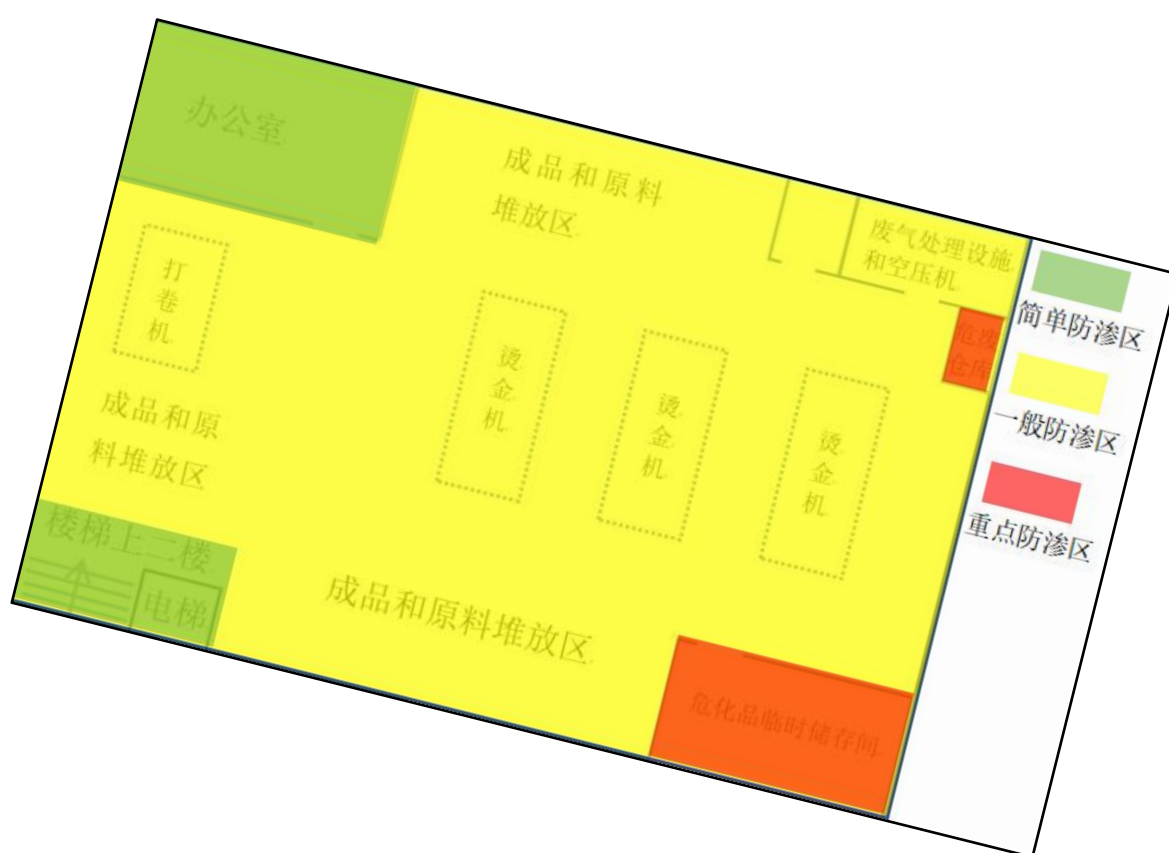 办公室
成品和原料
堆放区
废气处理设施
和空压机
危废
仓库
打
卷
机
烫
金
机
烫
金
机
烫
金
机
成品和原
料堆放区
楼梯上二楼
电梯
成品和原料堆放区
危化品临时储存间
简单防渗区
一般防渗区
重点防渗区